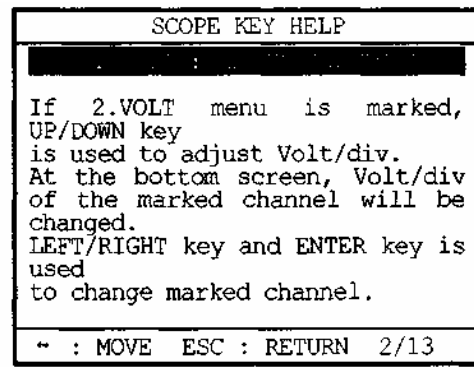 SCOPE KEY HELP
If 2.VOLT menu is marked,
UP/DOWN key
is used to adjust Volt/div.
At the bottom screen, Volt/div
of the marked channel will be
changed.
LEFT/RIGHT key and ENTER key is
used
to change marked channel.
: MOVE ESC : RETURN 2/13